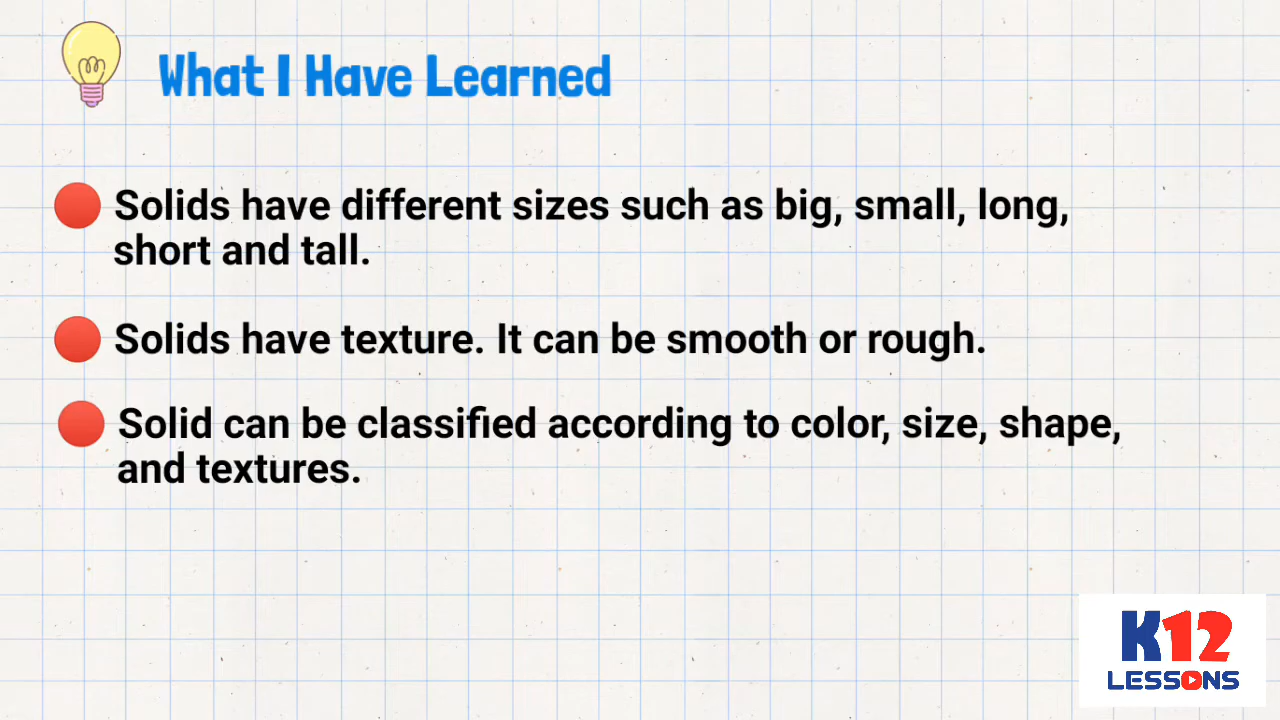 What I Have Learned
Solids have different sizes such as big, small, long,
short and tall.
Solids have texture. It can be smooth or rough.
Solid can be classified according to color, size, shape,
and textures.
K12
LESSONS